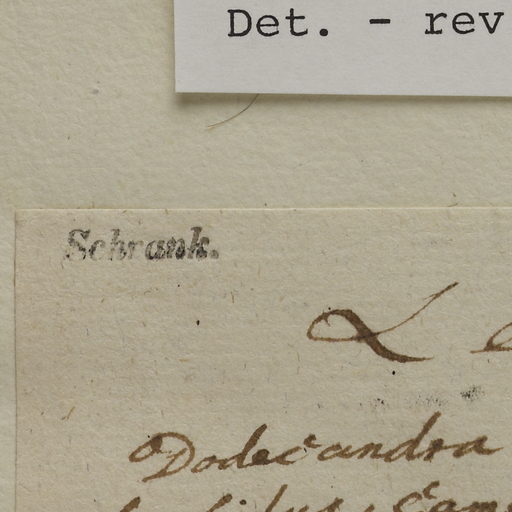 Det. - rev
Schrank.
L
Dodecandra